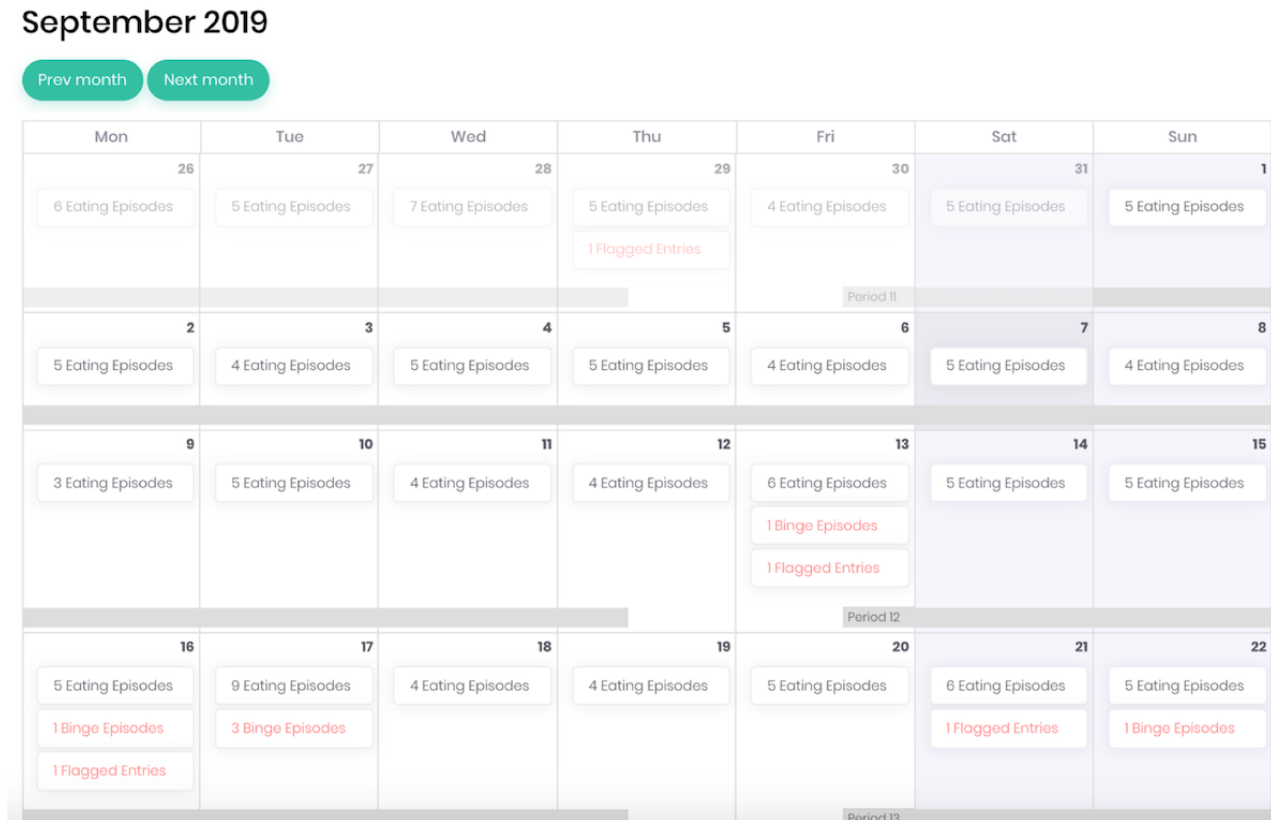 September 2019
Prev month Next month
Mon Tue Wed Thu Fri Sat Sun
26 27 28 29 30 31 1
6 Eating Episodes 5 Eating Episodes 7 Eating Episodes 5 Eating Episodes 4 Eating Episodes 5 Eating Episodes 5 Eating Episodes
1 Flagged Entries
Period 11
2 3 4 5 6 7 8
5 Eating Episodes 4 Eating Episodes 5 Eating Episodes 5 Eating Episodes 4 Eating Episodes 5 Eating Episodes 4 Eating Episodes
9 10 11 12 13 14 15
3 Eating Episodes 5 Eating Episodes 4 Eating Episodes 4 Eating Episodes 6 Eating Episodes 5 Eating Episodes 5 Eating Episodes
1 Binge Episodes
1 Flagged Entries
Period 12
16 17 18 19 20 21 22
5 Eating Episodes 9 Eating Episodes 4 Eating Episodes 4 Eating Episodes 5 Eating Episodes 6 Eating Episodes 5 Eating Episodes
1 Binge Episodes 3 Binge Episodes 1 Flagged Entries 1 Binge Episodes
1 Flagged Entries
Period 13